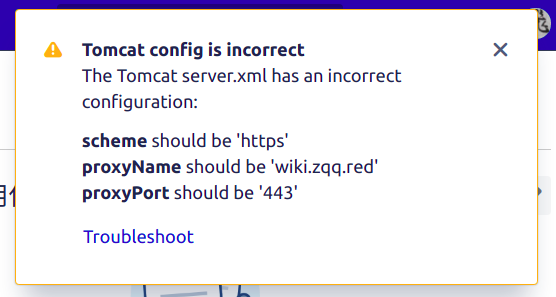 Tomcat config is incorrect
The Tomcat server.xml has an incorrect
configuration:
scheme should be 'https'
proxyName should be 'wiki.zqq.red'
proxyPort should be '443'
Troubleshoot